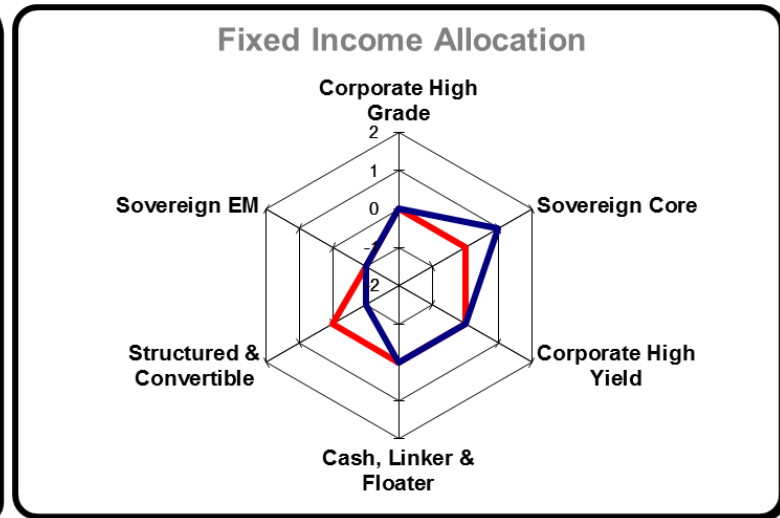 Fixed Income Allocation
Corporate High
Grade
2
1
0
-1
-2
Sovereign EM
Sovereign Core
Structured &
Convertible
Corporate High
Yield
Cash, Linker &
Floater